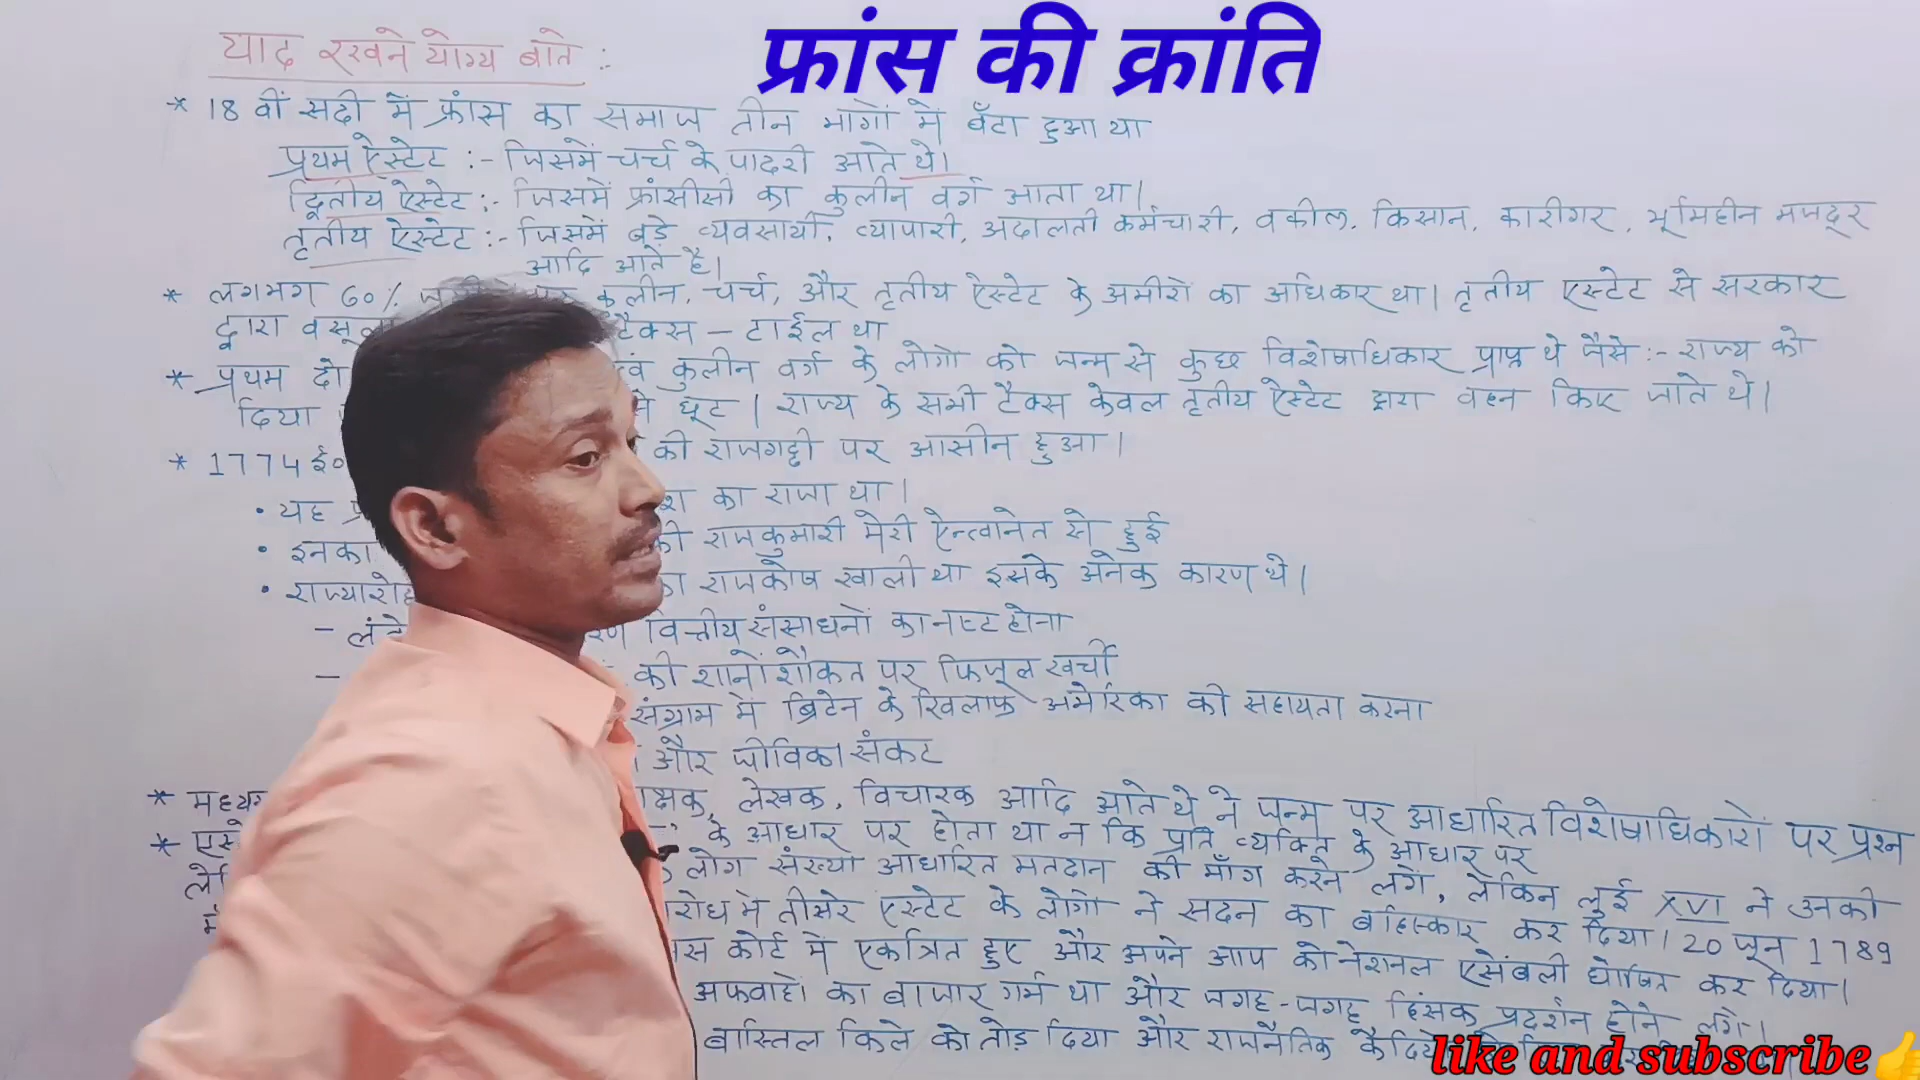 फ्रांस की क्रांति
याद रखने योग्य बाते :
* 18 वीं सदी में फ्रांस का समाज तीन भागों में बँटा हुआ था
प्रथम ऐस्टेट :- जिसमें चर्च के पादरी आते थे।
द्वितीय ऐस्टेट :- जिसमें फ्रांसीसी का कुलीन वर्ग आता था।
तृतीय ऐस्टेट :- जिसमें बड़े व्यवसायी, व्यापारी, अदालती कर्मचारी, वकील, किसान, कारीगर, भूमिहीन मजदूर
आदि आते है।
* लगभग 60% कुलीन, चर्च, और तृतीय ऐस्टेट के अमीरों का अधिकार था। तृतीय एस्टेट से सरकार
द्वारा टैक्स – टाईल था
* प्रथम दो कुलीन वर्ग के लोगो को जन्म से कुछ विशेषाधिकार प्राप्त थे जैसे :- राज्य को
दिया छूट । राज्य के सभी टैक्स केवल तृतीय ऐस्टेट द्वारा वहन किए जाते थे।
* 1774 ई० की राजगद्दी पर आसीन हुआ।
• यह का राजा था।
• इनका की राजकुमारी मेरी ऐन्त्वानेत से हुई
• राजकोष खाली था इसके अनेक कारण थे।
– वित्तीय संसाधनों का नष्ट होना
– की शानों शौकत पर फिजूल खर्ची
संग्राम में ब्रिटेन के खिलाफ अमेरिका की सहायता करना
और जीविका संकट
* लेखक, विचारक आदि आते थे ने जन्म पर आधारित विशेषाधिकारों पर प्रश्न
* के आधार पर होता था न कि प्रति व्यक्ति के आधार पर
लोग संख्या आधारित मतदान की माँग करने लगे, लेकिन लुई XVI ने उनकी
में तीसरे एस्टेट के लोगो ने सदन का बहिस्कार कर दिया। 20 जून 1789
कोर्ट में एकत्रित हुए और अपने आप को नेशनल एसेंबली घोषित कर दिया।
अफवाहो का बाजार गर्म था और जगह-जगह हिंसक प्रदर्शन होने लगे।
बास्तिल किले को तोड़ दिया और राजनैतिक
like and subscribe